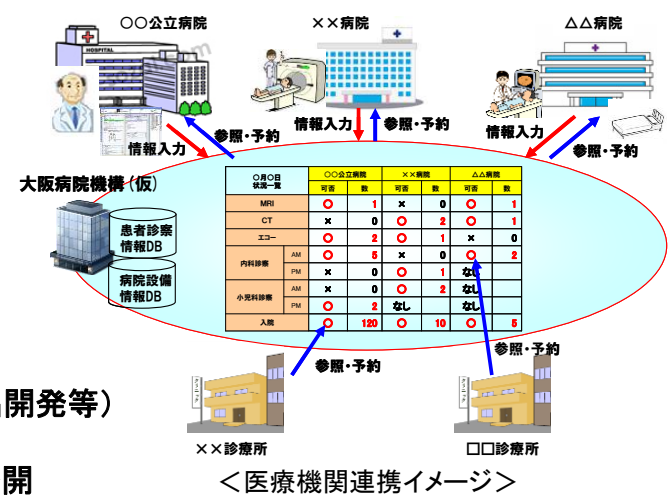 〇〇公立病院
××病院
△△病院
HOSPITAL
情報入力
参照・予約
情報入力
参照・予約
情報入力
参照・予約
大阪病院機構(仮)
患者診察
情報DB
病院設備
情報DB
〇月〇日
状況一覧
〇〇公立病院 ××病院 △△病院
可否 数 可否 数 可否 数
MRI 〇 1 × 0 〇 1
CT × 0 〇 2 〇 1
エコー 〇 2 〇 1 × 0
内科診察 AM 〇 5 × 0 〇 2
PM × 0 〇 1 なし
小児科診察 AM × 0 〇 2 なし
PM 〇 2 なし なし
入院 〇 120 〇 10 〇 5
参照・予約
参照・予約
××診療所
□□診療所
開発等)
開
<医療機関連携イメージ>